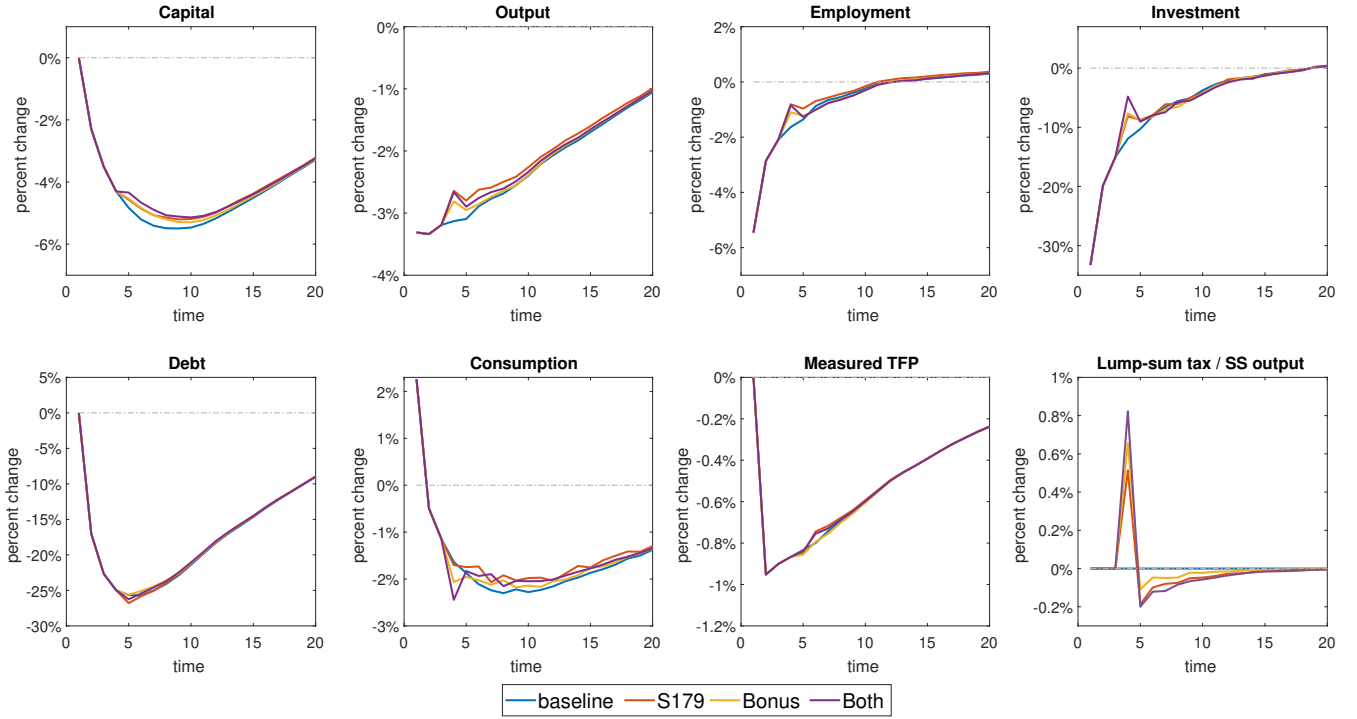 Capital
0%
-2%
-4%
-6%
percent change
0 5 10 15 20
time
Output
0%
-1%
-2%
-3%
-4%
percent change
0 5 10 15 20
time
Employment
2%
0%
-2%
-4%
-6%
percent change
0 5 10 15 20
time
Investment
0%
-10%
-20%
-30%
percent change
0 5 10 15 20
time
Debt
5%
0%
-5%
-10%
-15%
-20%
-25%
-30%
percent change
0 5 10 15 20
time
Consumption
2%
1%
0%
-1%
-2%
-3%
percent change
0 5 10 15 20
time
Measured TFP
0%
-0.2%
-0.4%
-0.6%
-0.8%
-1%
-1.2%
percent change
0 5 10 15 20
time
Lump-sum tax / SS output
1%
0.8%
0.6%
0.4%
0.2%
0%
-0.2%
percent change
0 5 10 15 20
time
baseline S179 Bonus Both